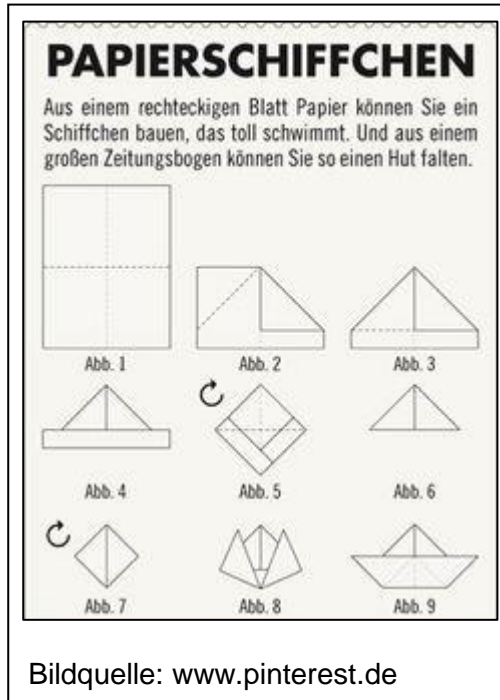 PAPIERSCHIFFCHEN
Aus einem rechteckigen Blatt Papier können Sie ein
Schiffchen bauen, das toll schwimmt. Und aus einem
großen Zeitungsbogen können Sie so einen Hut falten.
Abb. 1
Abb. 2
Abb. 3
Abb. 4
Abb. 5
Abb. 6
Abb. 7
Abb. 8
Abb. 9
Bildquelle: www.pinterest.de